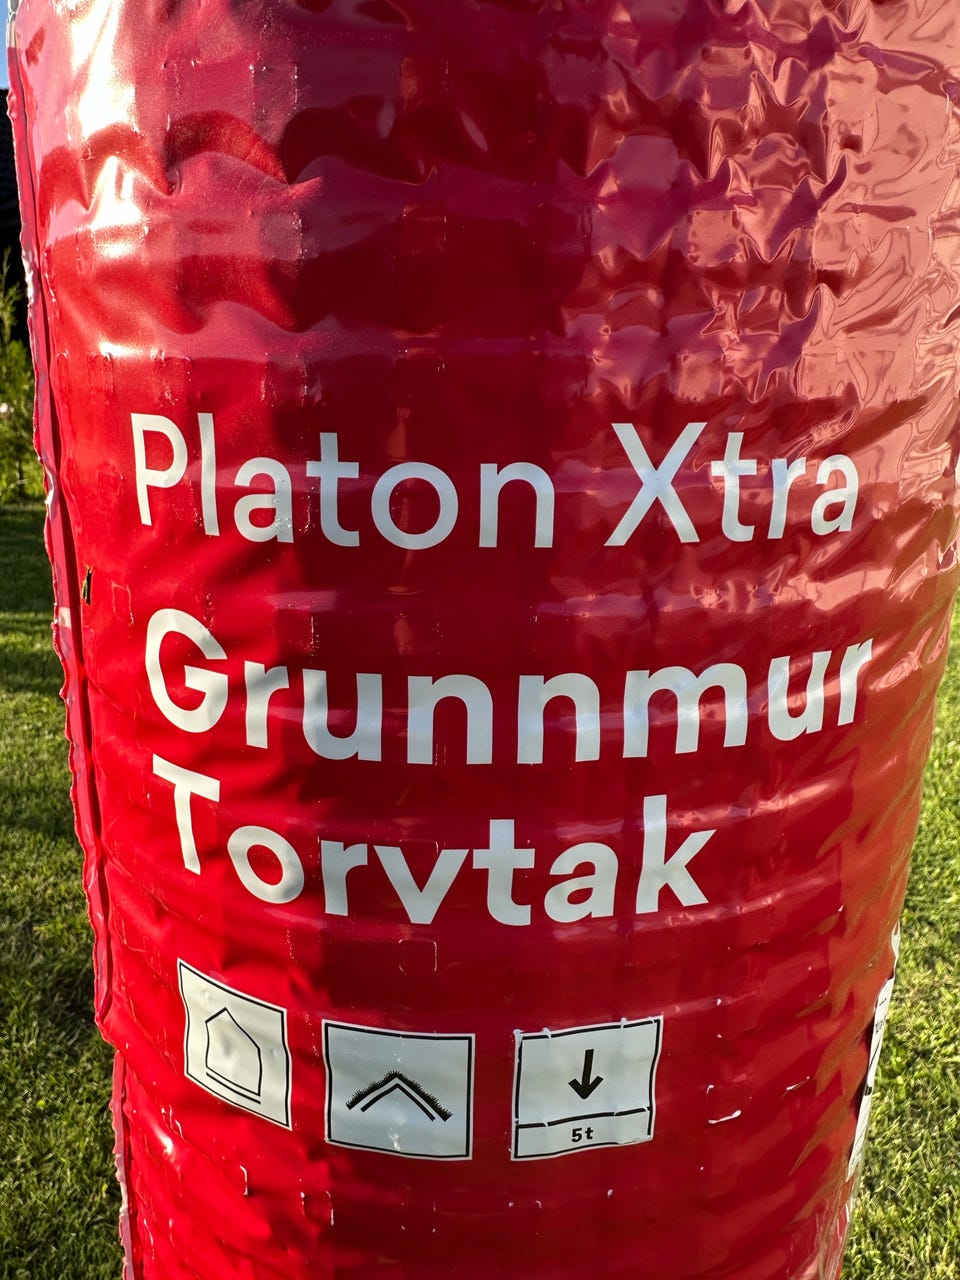 Platon Xtra
Grunnmur
Torvtak
5t